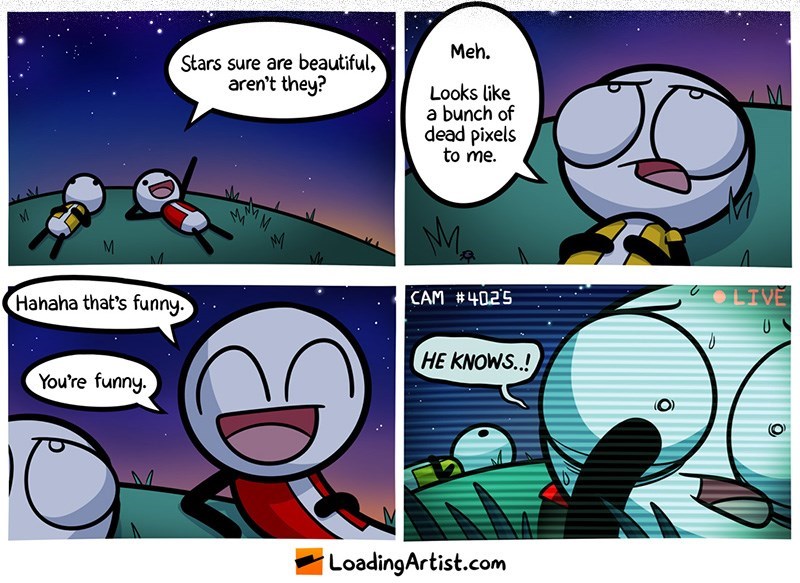 Stars sure are beautiful,
aren't they?
Meh.
Looks like
a bunch of
dead pixels
to me.
Hahaha that's funny.
You're funny.
CAM #4025
LIVE
HE KNOWS..!
LoadingArtist.com